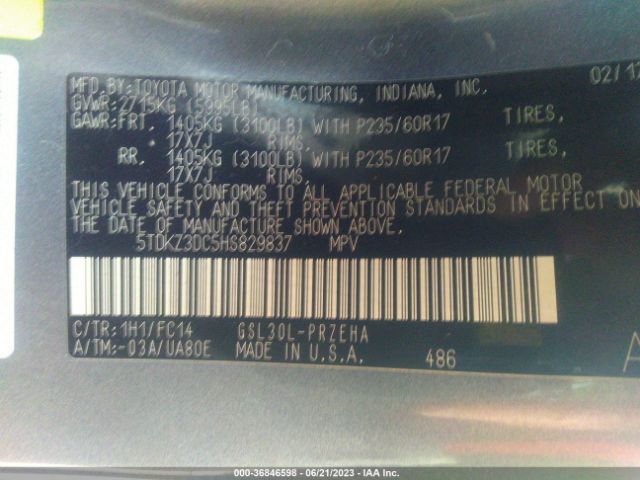 MFD.BY:TOYOTA MOTOR MANUFACTURING, INDIANA, INC. 02/17
GVWR:2715KG (5995LB)
GAWR:FRT. 1405KG (3100LB) WITH P235/60R17 TIRES,
17X7J RIMS,
RR. 1405KG (3100LB) WITH P235/60R17 TIRES,
17X7J RIMS,
THIS VEHICLE CONFORMS TO ALL APPLICABLE FEDERAL MOTOR
VEHICLE SAFETY AND THEFT PREVENTION STANDARDS IN EFFECT ON
THE DATE OF MANUFACTURE SHOWN ABOVE.
5TDKZ3DC5HS829837 MPV
C/TR:1H1/FC14 GSL30L-PRZEHA
A/TM:-03A/UA80E MADE IN U.S.A. 486
000-36846598 - 06/21/2023 - IAA Inc.